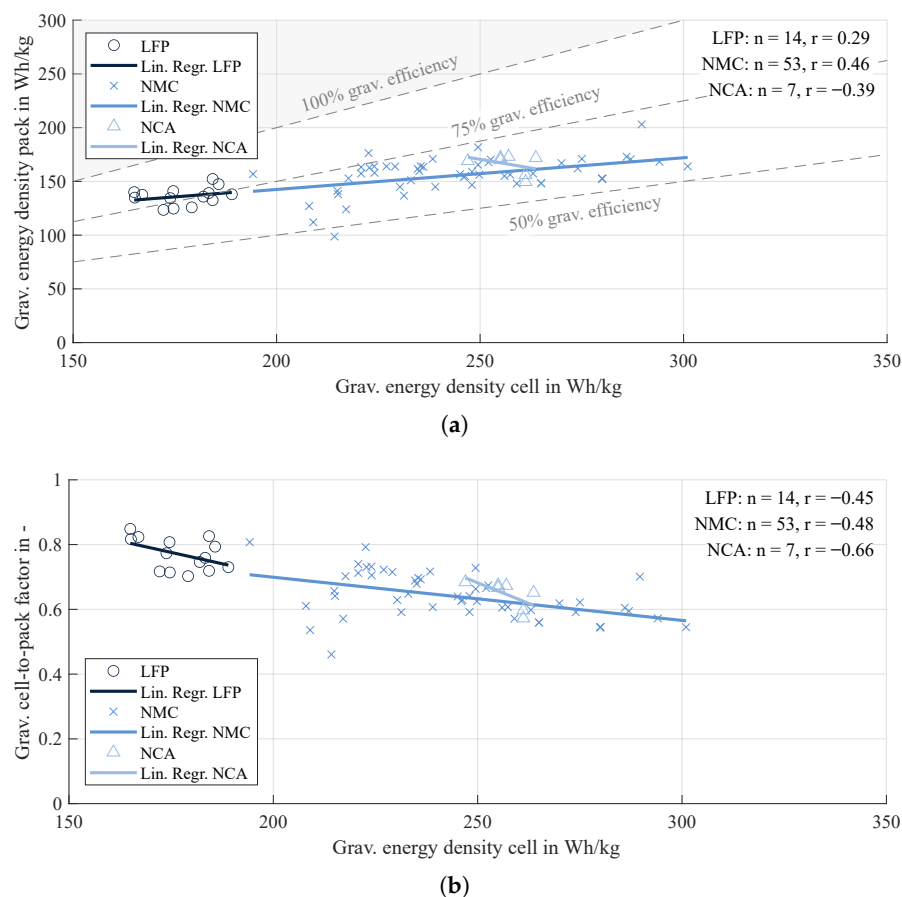 300
250
200
150
100
50
0
Grav. energy density pack in Wh/kg
LFP
Lin. Regr. LFP
NMC
Lin. Regr. NMC
NCA
Lin. Regr. NCA
LFP: n = 14, r = 0.29
NMC: n = 53, r = 0.46
NCA: n = 7, r = −0.39
100% grav. efficiency
75% grav. efficiency
50% grav. efficiency
150 200 250 300 350
Grav. energy density cell in Wh/kg
(a)
1
0.8
0.6
0.4
0.2
0
Grav. cell-to-pack factor in -
LFP: n = 14, r = −0.45
NMC: n = 53, r = −0.48
NCA: n = 7, r = −0.66
LFP
Lin. Regr. LFP
NMC
Lin. Regr. NMC
NCA
Lin. Regr. NCA
150 200 250 300 350
Grav. energy density cell in Wh/kg
(b)